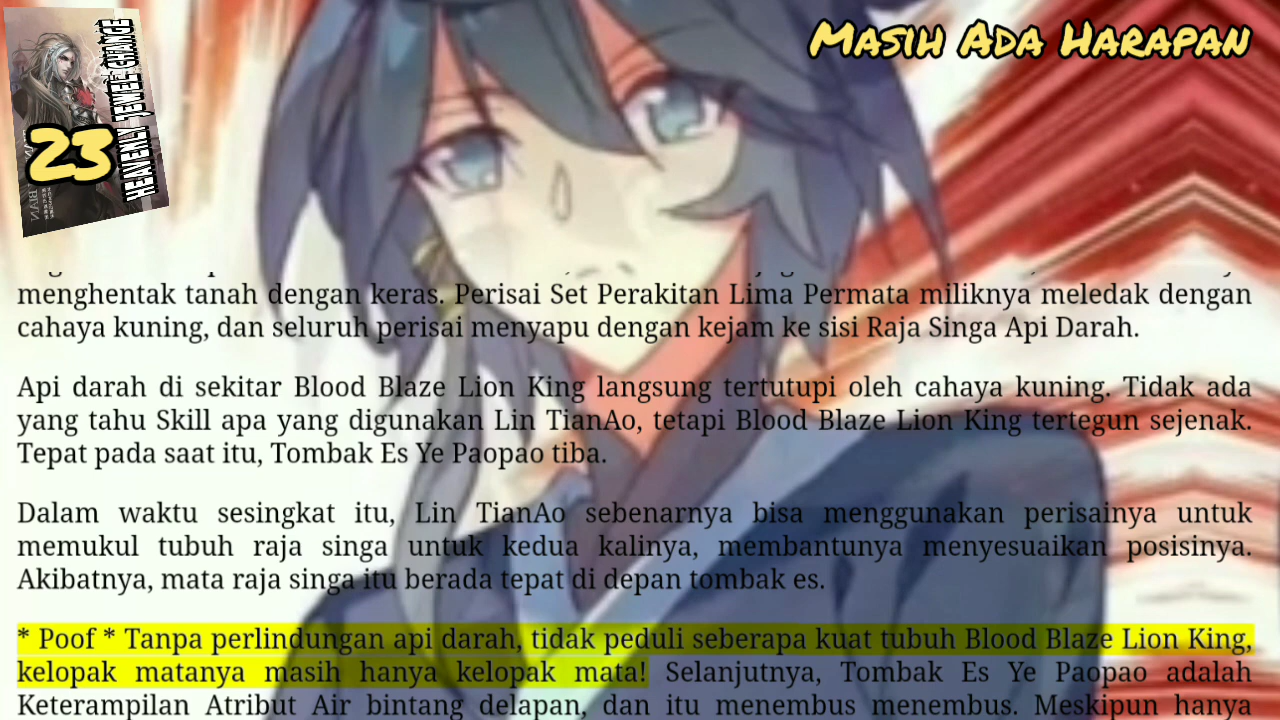 MASIH ADA HARAPAN
23
HEAVENLY JEWEL CHANGE
menghentak tanah dengan keras. Perisai Set Perakitan Lima Permata miliknya meledak dengan
cahaya kuning, dan seluruh perisai menyapu dengan kejam ke sisi Raja Singa Api Darah.
Api darah di sekitar Blood Blaze Lion King langsung tertutupi oleh cahaya kuning. Tidak ada
yang tahu Skill apa yang digunakan Lin TianAo, tetapi Blood Blaze Lion King tertegun sejenak.
Tepat pada saat itu, Tombak Es Ye Paopao tiba.
Dalam waktu sesingkat itu, Lin TianAo sebenarnya bisa menggunakan perisainya untuk
memukul tubuh raja singa untuk kedua kalinya, membantunya menyesuaikan posisinya.
Akibatnya, mata raja singa itu berada tepat di depan tombak es.
* Poof * Tanpa perlindungan api darah, tidak peduli seberapa kuat tubuh Blood Blaze Lion King,
kelopak matanya masih hanya kelopak mata! Selanjutnya, Tombak Es Ye Paopao adalah
Keterampilan Atribut Air bintang delapan, dan itu menembus menembus. Meskipun hanya